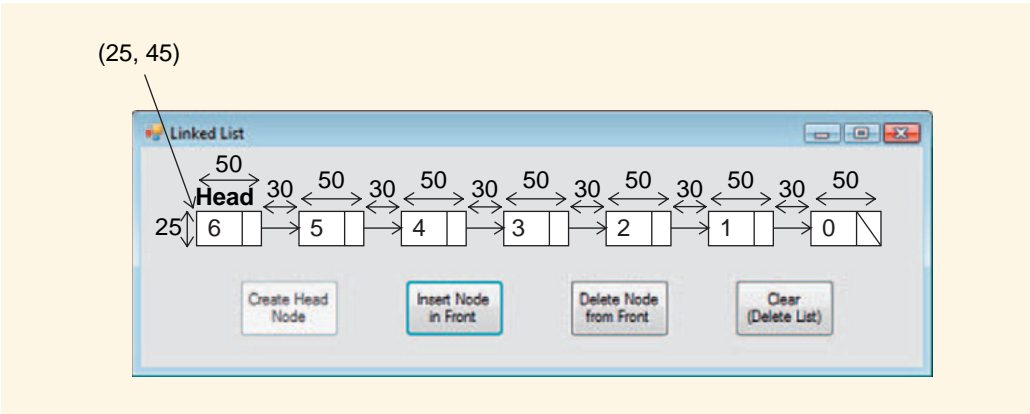 (25, 45)
Linked List
50 30 50 30 50 30 50 30 50 30 50 30 50
Head
25 6 5 4 3 2 1 0
Create Head
Node
Insert Node
in Front
Delete Node
from Front
Clear
(Delete List)